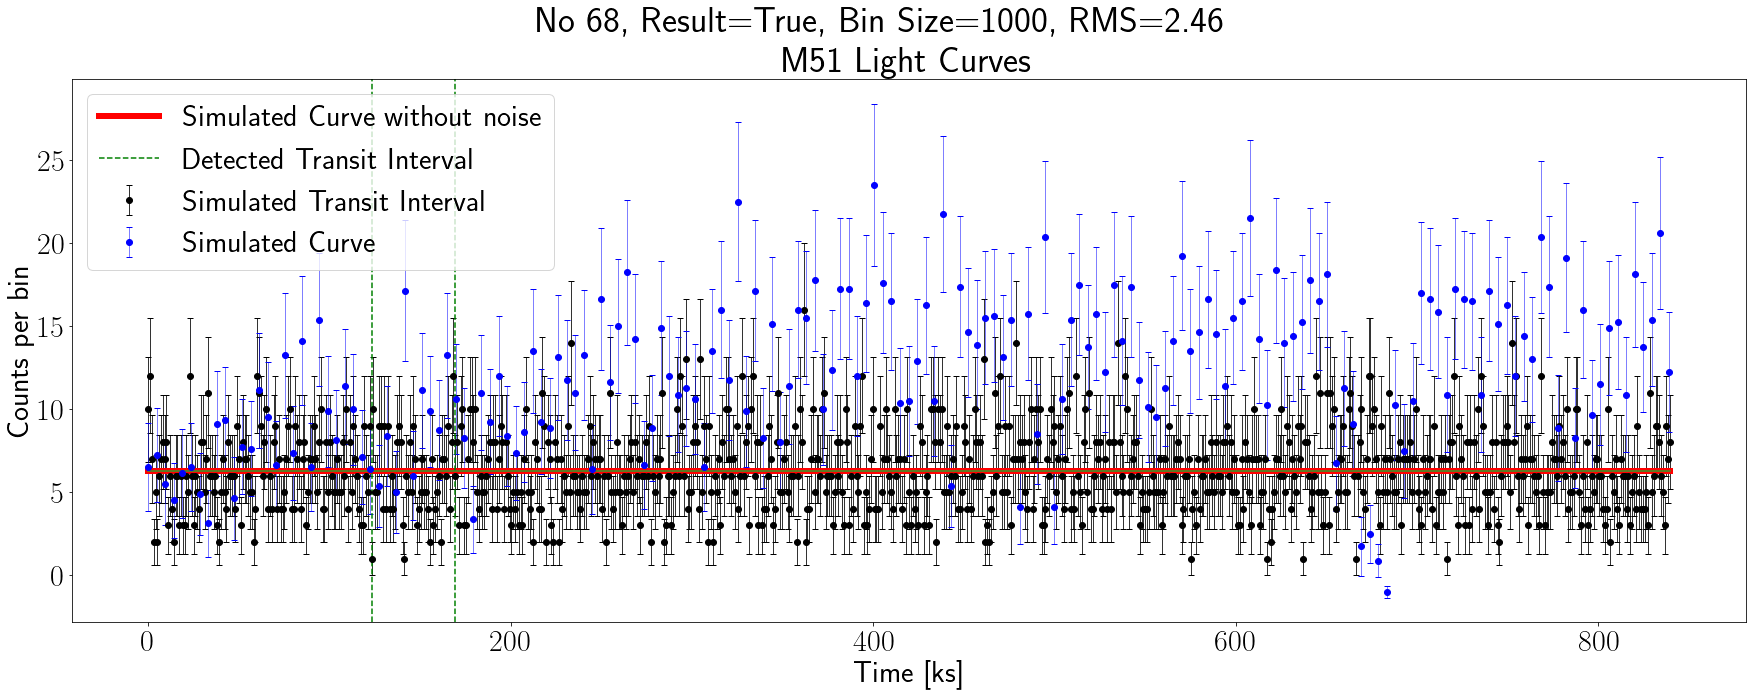 No 68, Result=True, Bin Size=1000, RMS=2.46
M51 Light Curves
Simulated Curve without noise
Detected Transit Interval
Simulated Transit Interval
Simulated Curve
Counts per bin
25
20
15
10
5
0
0 200 400 600 800
Time [ks]